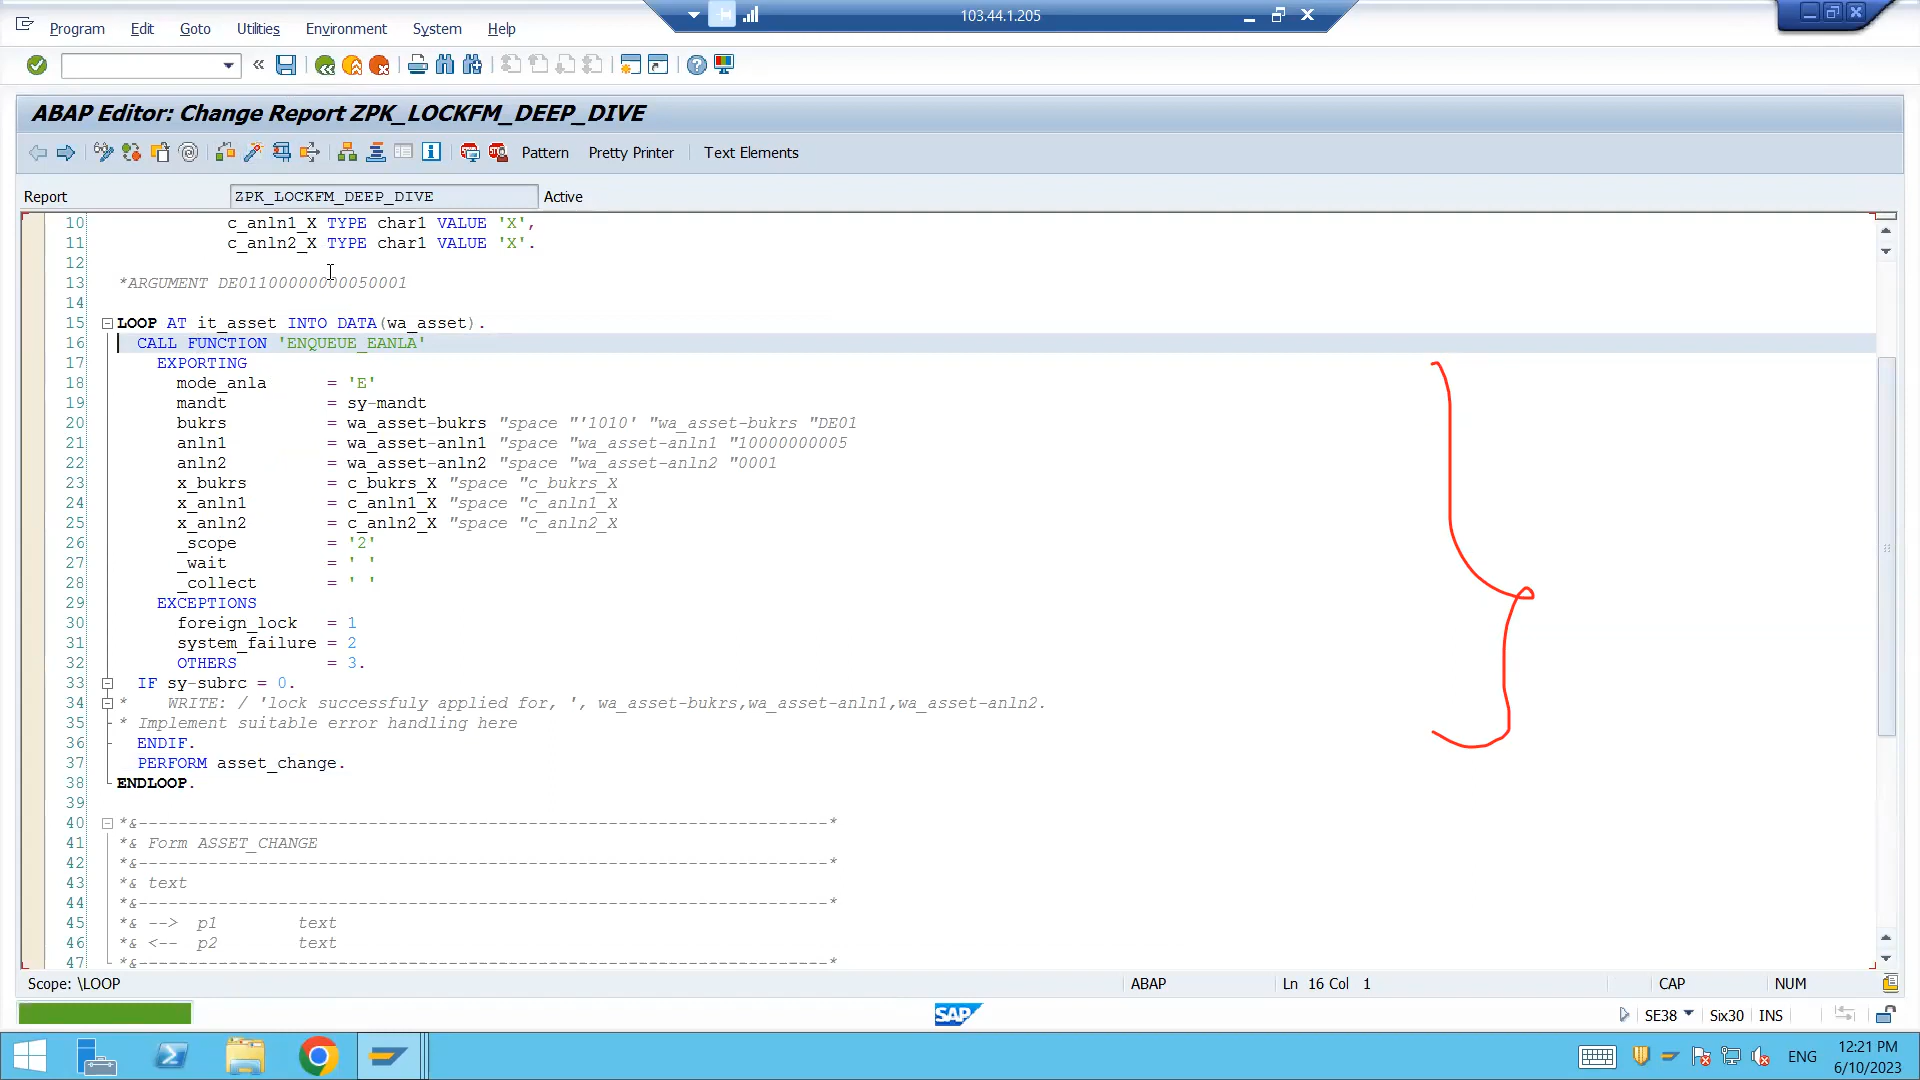 103.44.1.205
Program Edit Goto Utilities Environment System Help
ABAP Editor: Change Report ZPK_LOCKFM_DEEP_DIVE
Pattern Pretty Printer Text Elements
Report ZPK_LOCKFM_DEEP_DIVE Active
10 c_anln1_X TYPE char1 VALUE 'X',
11 c_anln2_X TYPE char1 VALUE 'X'.
12
13 *ARGUMENT DE01100000000050001
14
15 LOOP AT it_asset INTO DATA(wa_asset).
16 CALL FUNCTION 'ENQUEUE_EANLA'
17 EXPORTING
18 mode_anla = 'E'
19 mandt = sy-mandt
20 bukrs = wa_asset-bukrs "space "'1010' "wa_asset-bukrs "DE01
21 anln1 = wa_asset-anln1 "space "wa_asset-anln1 "10000000005
22 anln2 = wa_asset-anln2 "space "wa_asset-anln2 "0001
23 x_bukrs = c_bukrs_X "space "c_bukrs_X
24 x_anln1 = c_anln1_X "space "c_anln1_X
25 x_anln2 = c_anln2_X "space "c_anln2_X
26 _scope = '2'
27 _wait = ' '
28 _collect = ' '
29 EXCEPTIONS
30 foreign_lock = 1
31 system_failure = 2
32 OTHERS = 3.
33 IF sy-subrc = 0.
34 * WRITE: / 'lock successfuly applied for, ', wa_asset-bukrs,wa_asset-anln1,wa_asset-anln2.
35 * Implement suitable error handling here
36 ENDIF.
37 PERFORM asset_change.
38 ENDLOOP.
39
40 *&---------------------------------------------------------------------*
41 *& Form ASSET_CHANGE
42 *&---------------------------------------------------------------------*
43 *& text
44 *&---------------------------------------------------------------------*
45 *& --> p1 text
46 *& <-- p2 text
47 *&---------------------------------------------------------------------*
Scope: \LOOP ABAP Ln 16 Col 1 CAP NUM
SAP SE38 Six30 INS
ENG 12:21 PM
6/10/2023